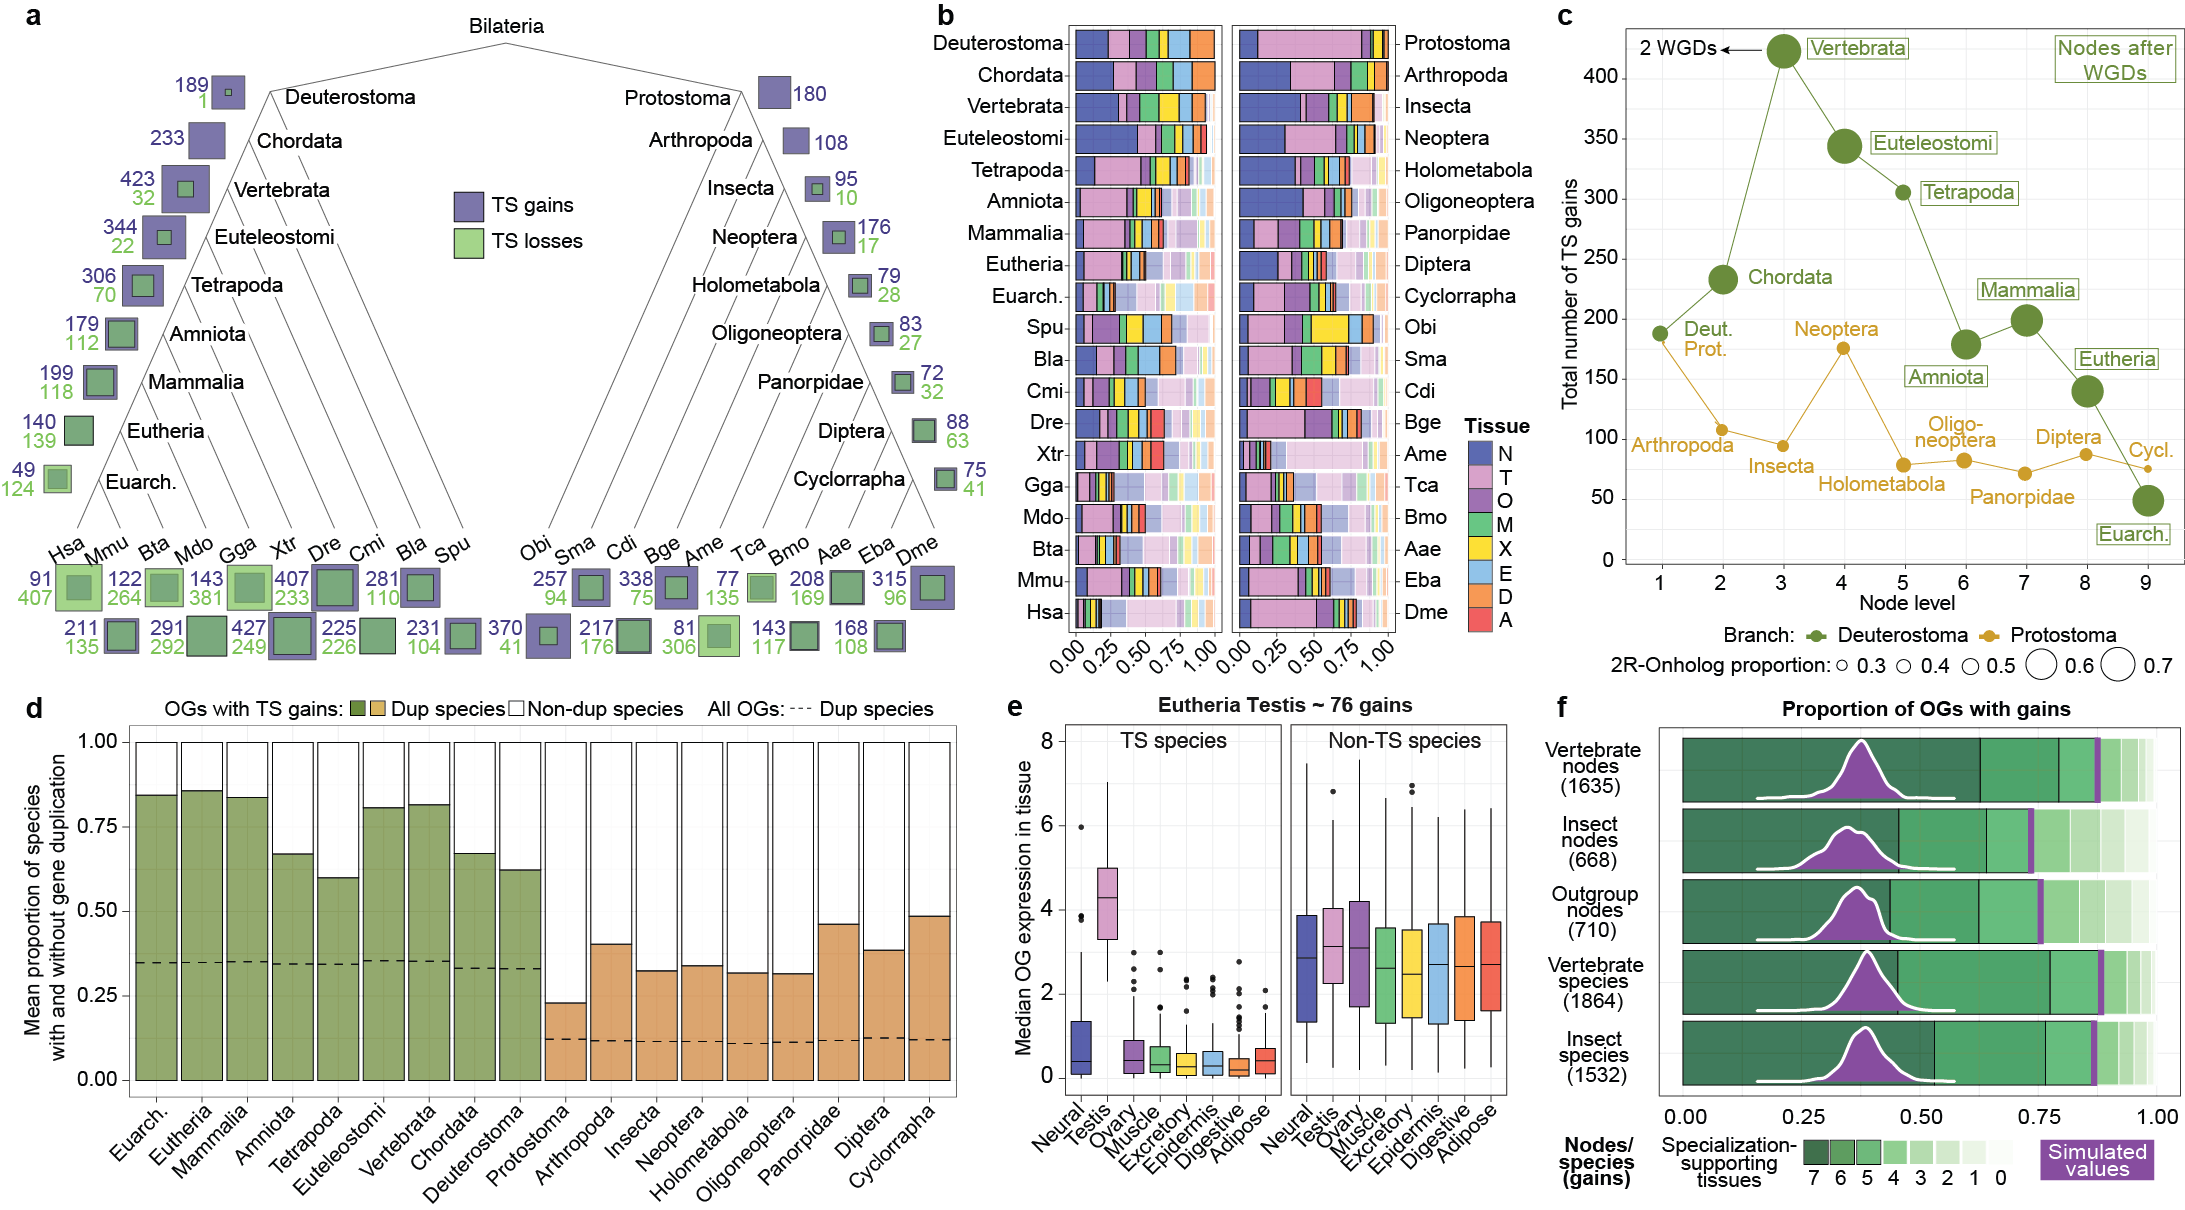 a
Bilateria
189
1
Deuterostoma
Protostoma
180
233
Chordata
Arthropoda
108
423
32
Vertebrata
Insecta
95
10
TS gains
TS losses
344
22
Euteleostomi
Neoptera
176
17
306
70
Tetrapoda
Holometabola
79
28
179
112
Amniota
Oligoneoptera
83
27
199
118
Mammalia
Panorpidae
72
32
140
139
Eutheria
Diptera
88
63
49
124
Euarch.
Cyclorrapha
75
41
Hsa Mmu Bta Mdo Gga Xtr Dre Cmi Bla Spu
Obi Sma Cdi Bge Ame Tca Bmo Aae Eba Dme
91 122 143 407 281 257 338 77 208 315
407 264 381 233 110 94 75 135 169 96
211 291 427 225 231 370 217 81 143 168
135 292 249 226 104 41 176 306 117 108
b
Deuterostoma Protostoma
Chordata Arthropoda
Vertebrata Insecta
Euteleostomi Neoptera
Tetrapoda Holometabola
Amniota Oligoneoptera
Mammalia Panorpidae
Eutheria Diptera
Euarch. Cyclorrapha
Spu Obi
Bla Sma
Cmi Cdi
Dre Bge
Xtr Ame
Gga Tca
Mdo Bmo
Bta Aae
Mmu Eba
Hsa Dme
0.00 0.25 0.50 0.75 1.00
0.00 0.25 0.50 0.75 1.00
Tissue
N
T
O
M
X
E
D
A
c
Total number of TS gains
400
350
300
250
200
150
100
50
0
2 WGDs
Vertebrata
Nodes after
WGDs
Euteleostomi
Tetrapoda
Chordata
Mammalia
Deut.
Prot.
Neoptera
Eutheria
Amniota
Arthropoda
Insecta
Oligo-
neoptera
Diptera
Cycl.
Holometabola
Panorpidae
Euarch.
1 2 3 4 5 6 7 8 9
Node level
Branch: Deuterostoma Protostoma
2R-Onholog proportion: 0.3 0.4 0.5 0.6 0.7
d
OGs with TS gains: Dup species Non-dup species All OGs: Dup species
Mean proportion of species
with and without gene duplication
1.00
0.75
0.50
0.25
0.00
Euarch.
Eutheria
Mammalia
Amniota
Tetrapoda
Euteleostomi
Vertebrata
Chordata
Deuterostoma
Protostoma
Arthropoda
Insecta
Neoptera
Holometabola
Oligoneoptera
Panorpidae
Diptera
Cyclorrapha
e
Eutheria Testis ~ 76 gains
TS species
Non-TS species
Median OG expression in tissue
8
6
4
2
0
Neural
Testis
Ovary
Muscle
Excretory
Epidermis
Digestive
Adipose
Neural
Testis
Ovary
Muscle
Excretory
Epidermis
Digestive
Adipose
f
Proportion of OGs with gains
Vertebrate
nodes
(1635)
Insect
nodes
(668)
Outgroup
nodes
(710)
Vertebrate
species
(1864)
Insect
species
(1532)
0.00 0.25 0.50 0.75 1.00
Nodes/
species
(gains)
Specialization-
supporting
tissues
7 6 5 4 3 2 1 0
Simulated
values